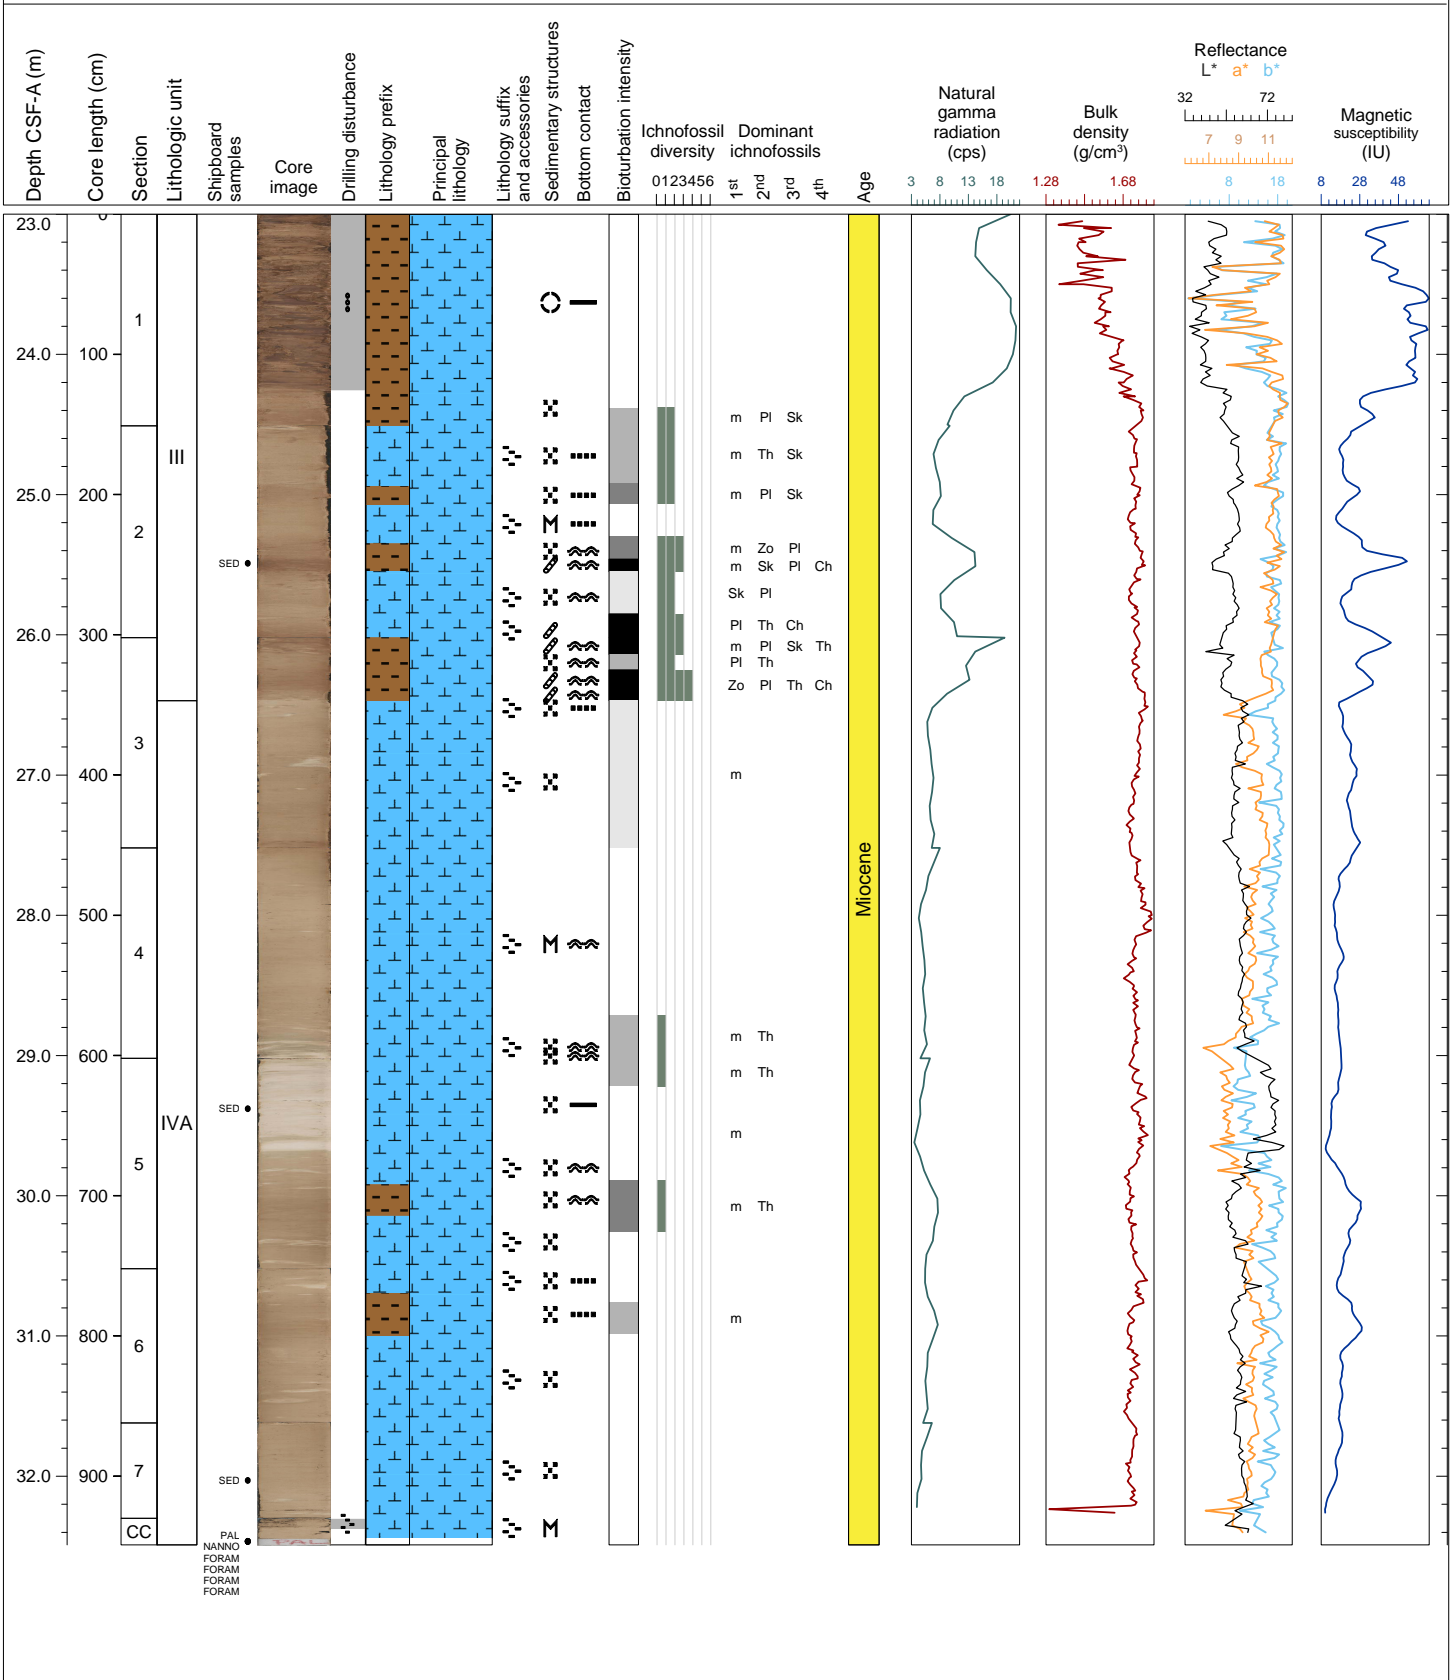 Depth CSF-A (m)
Core length (cm)
Section
Lithologic unit
Shipboard
samples
Core
image
Drilling disturbance
Lithology prefix
Principal
lithology
Lithology suffix
and accessories
Sedimentary structures
Bottom contact
Bioturbation intensity
Ichnofossil
diversity
0123456
Dominant
ichnofossils
1st 2nd 3rd 4th
Age
Natural
gamma
radiation
(cps)
3 8 13 18
Bulk
density
(g/cm³)
1.28 1.68
Reflectance
L* a* b*
32 72
7 9 11
8 18
Magnetic
susceptibility
(IU)
8 28 48
23.0
24.0
25.0
26.0
27.0
28.0
29.0
30.0
31.0
32.0
0
100
200
300
400
500
600
700
800
900
1
2
3
4
5
6
7
CC
III
IVA
SED
SED
SED
PAL
NANNO
FORAM
FORAM
FORAM
FORAM
PAL
M
M
M
m Pl Sk
m Th Sk
m Pl Sk
m Zo Pl
m Sk Pl Ch
Sk Pl
Pl Th Ch
m Pl Sk Th
Pl Th
Zo Pl Th Ch
m
m Th
m Th
m
m Th
m
Miocene